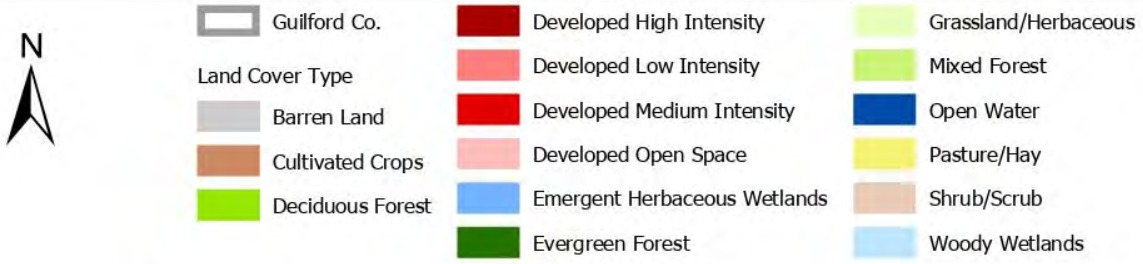 N
Guilford Co.
Land Cover Type
Barren Land
Cultivated Crops
Deciduous Forest
Developed High Intensity
Developed Low Intensity
Developed Medium Intensity
Developed Open Space
Emergent Herbaceous Wetlands
Evergreen Forest
Grassland/Herbaceous
Mixed Forest
Open Water
Pasture/Hay
Shrub/Scrub
Woody Wetlands